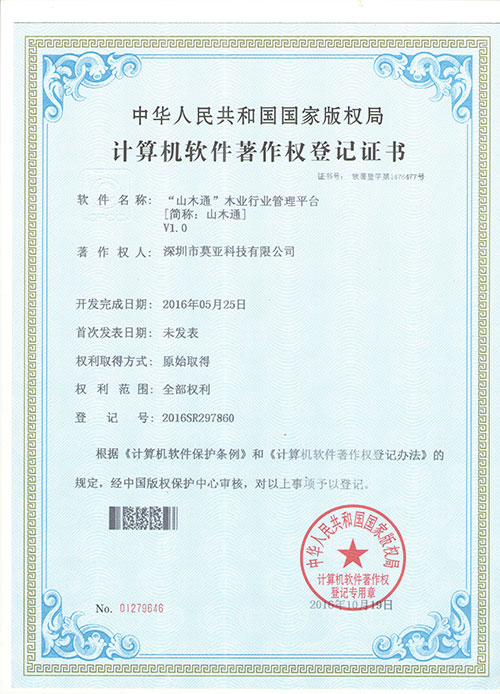 中华人民共和国国家版权局
计算机软件著作权登记证书
证书号： 软著登字第1476477号
软件名称： “山木通”木业行业管理平台
[简称：山木通]
V1.0
著作权人： 深圳市莫亚科技有限公司
开发完成日期： 2016年05月25日
首次发表日期： 未发表
权利取得方式： 原始取得
权利范围： 全部权利
登记号： 2016SR297860
根据《计算机软件保护条例》和《计算机软件著作权登记办法》的
规定，经中国版权保护中心审核，对以上事项予以登记。
中华人民共和国国家版权局
计算机软件著作权
登记专用章
No. 01279646
2016年10月19日